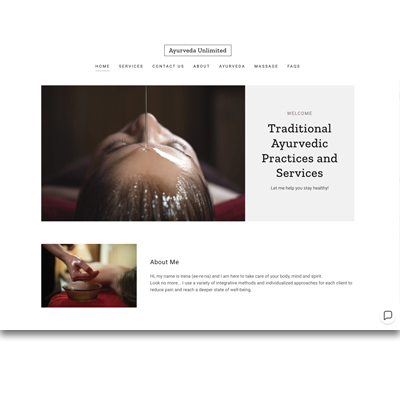 Ayurveda Unlimited
HOME SERVICES CONTACT US ABOUT AYURVEDA MASSAGE FAQS
WELCOME
Traditional
Ayurvedic
Practices and
Services
Let me help you stay healthy!
About Me
Hi, my name is Irena (ee-re-na) and I am here to take care of your body, mind and spirit
Look no more... I use a variety of integrative methods and individualized approaches for each client to
reduce pain and reach a deeper state of well-being.